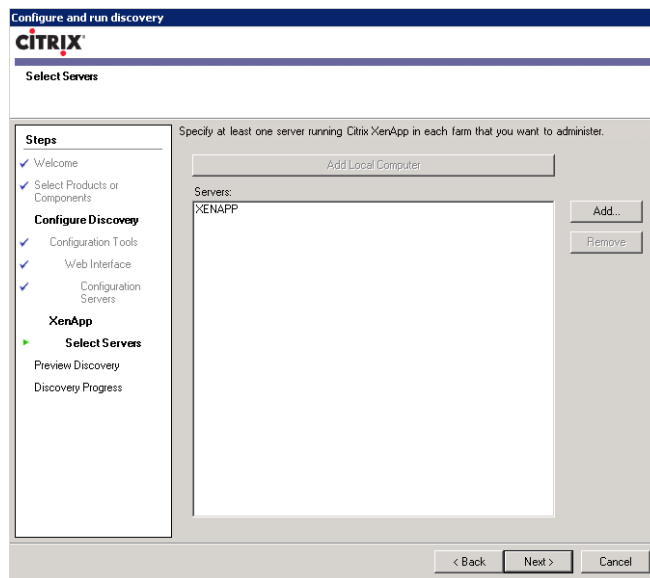 Configure and run discovery
CITRIX
Select Servers
Steps
Welcome
Select Products or
Components
Configure Discovery
Configuration Tools
Web Interface
Configuration
Servers
XenApp
Select Servers
Preview Discovery
Discovery Progress
Specify at least one server running Citrix XenApp in each farm that you want to administer.
Add Local Computer
Servers:
XENAPP
Add...
Remove
< Back
Next >
Cancel